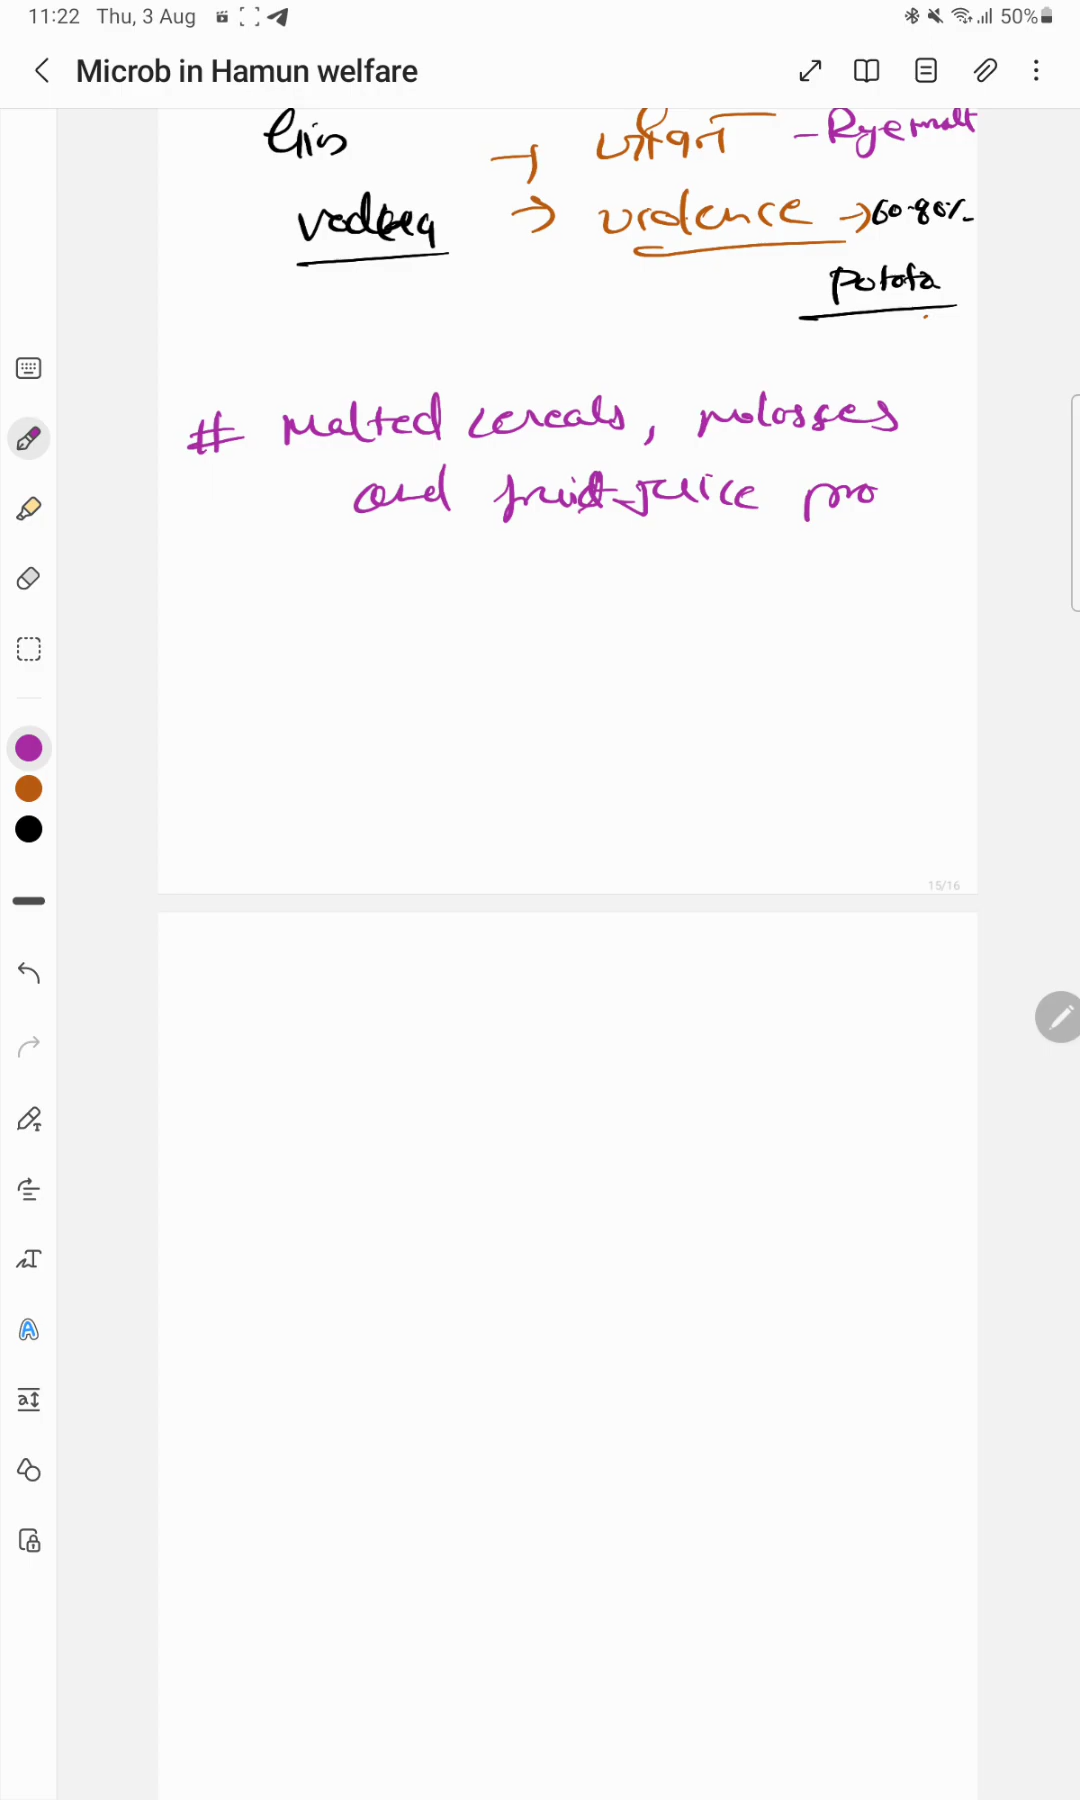 11:22 Thu, 3 Aug 50%
Microb in Hamun welfare
Gin → - Rye malt
vodka → → 60-80%
potato
# Malted cereals, molosses
and fruit-juice pro
15/16